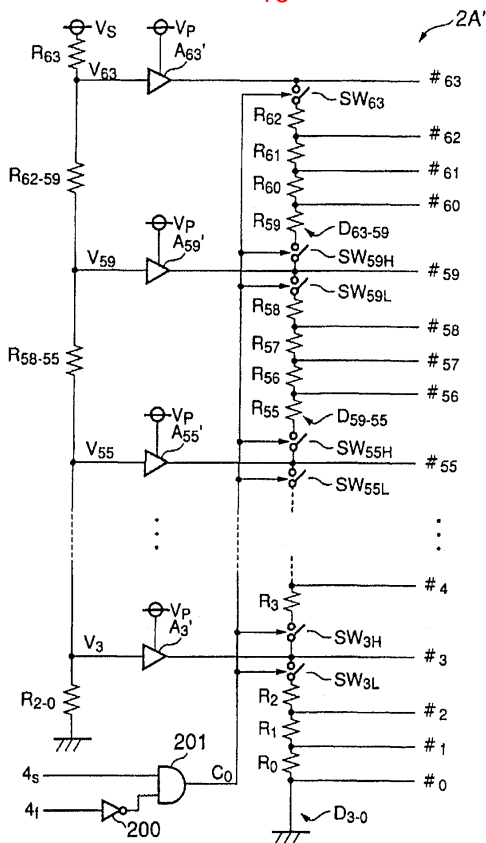 2A'
VS
R63
VP
A63'
V63
#63
SW63
R62
#62
R61
#61
R60
#60
R62-59
R59
D63-59
VP
A59'
SW59H
V59
#59
SW59L
R58
#58
R57
#57
R58-55
R56
#56
R55
D59-55
VP
A55'
SW55H
V55
#55
SW55L
#4
R3
VP
A3'
SW3H
V3
#3
SW3L
R2-0
R2
#2
R1
#1
201
R0
4s
C0
#0
4f
200
D3-0